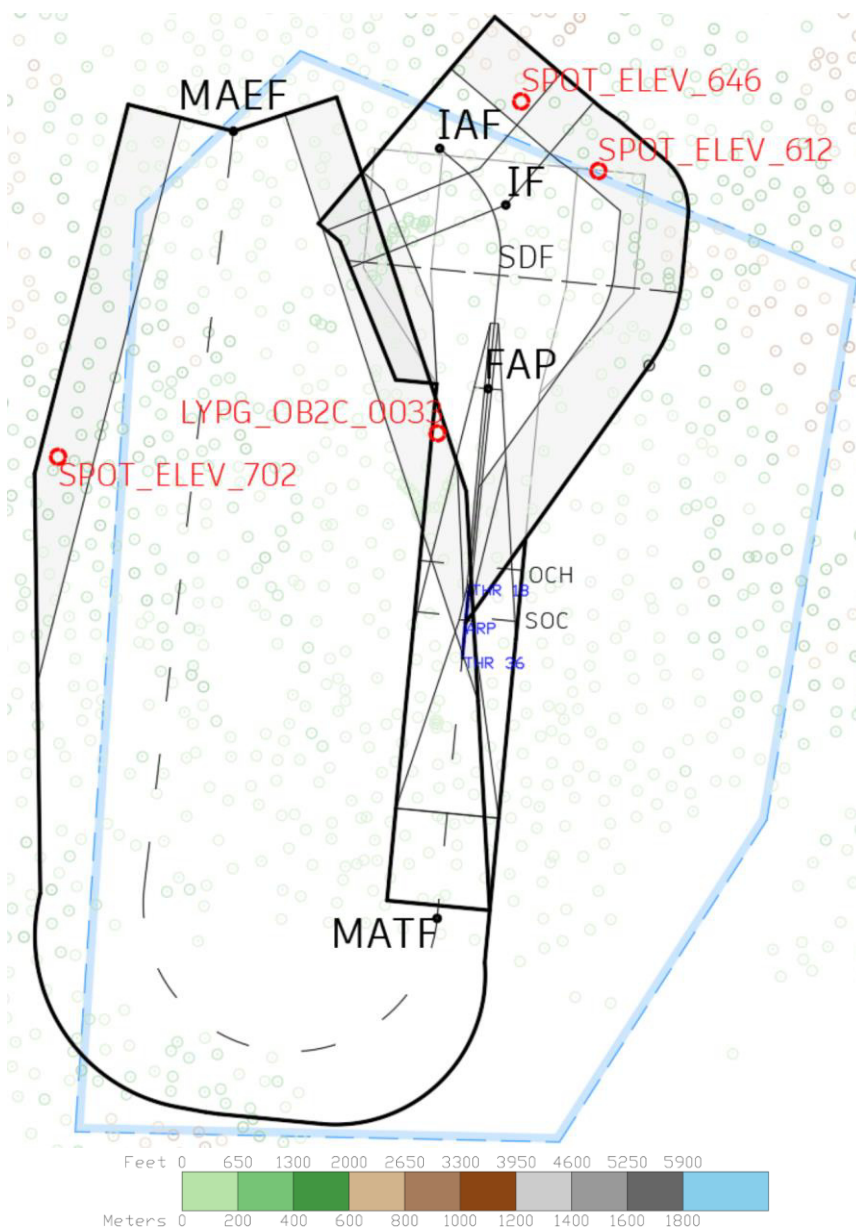 MAEF
SPOT_ELEV_646
IAF
SPOT_ELEV_612
IF
SDF
FAP
LYPG_OB2C_0033
SPOT_ELEV_702
OCH
THR 18
SOC
ARP
THR 36
MATF
Feet 0 650 1300 2000 2650 3300 3950 4600 5250 5900
Meters 0 200 400 600 800 1000 1200 1400 1600 1800